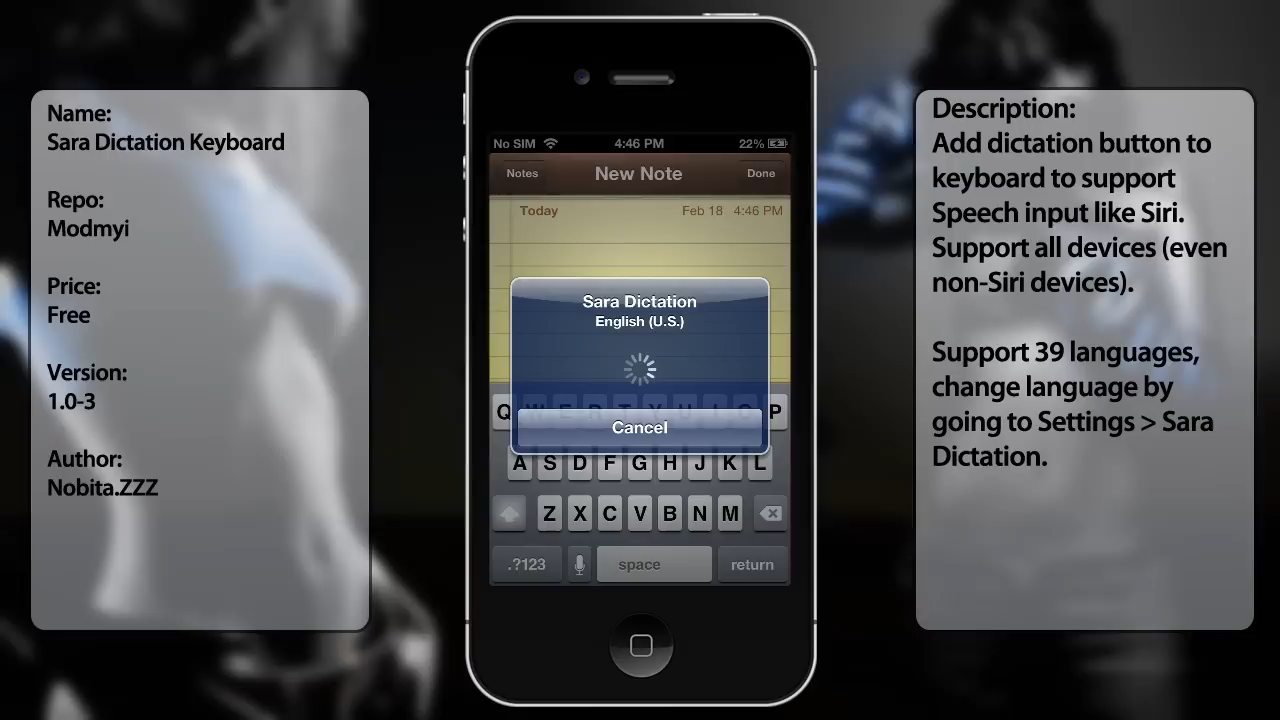 Name:
Sara Dictation Keyboard
Repo:
Modmyi
Price:
Free
Version:
1.0-3
Author:
Nobita.ZZZ
No SIM 4:46 PM 22%
Notes New Note Done
Today Feb 18 4:46 PM
Sara Dictation
English (U.S.)
Q W E R T Y U I O P
Cancel
A S D F G H J K L
Z X C V B N M
.?123 space return
Description:
Add dictation button to
keyboard to support
Speech input like Siri.
Support all devices (even
non-Siri devices).
Support 39 languages,
change language by
going to Settings > Sara
Dictation.